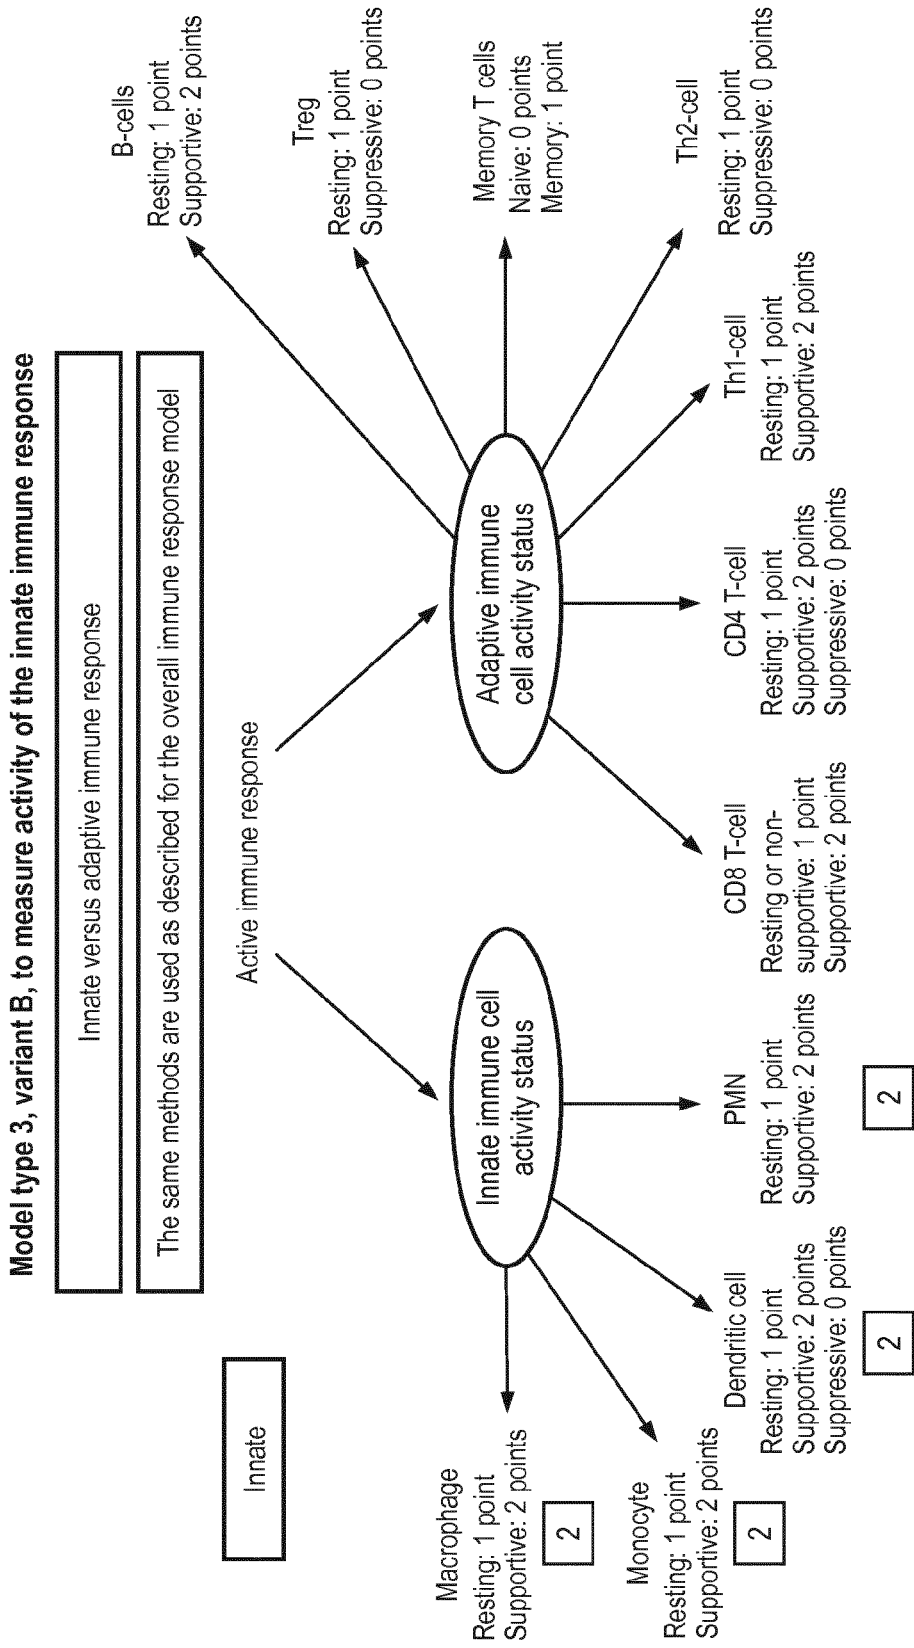 Model type 3, variant B, to measure activity of the innate immune response
Innate versus adaptive immune response
The same methods are used as described for the overall immune response model
Innate
Active immune response
Innate immune cell
activity status
Adaptive immune
cell activity status
Macrophage
Resting: 1 point
Supportive: 2 points
2
Monocyte
Resting: 1 point
Supportive: 2 points
2
Dendritic cell
Resting: 1 point
Supportive: 2 points
Suppressive: 0 points
2
PMN
Resting: 1 point
Supportive: 2 points
2
CD8 T-cell
Resting or non-
supportive: 1 point
Supportive: 2 points
CD4 T-cell
Resting: 1 point
Supportive: 2 points
Suppressive: 0 points
Th1-cell
Resting: 1 point
Supportive: 2 points
Th2-cell
Resting: 1 point
Suppressive: 0 points
Memory T cells
Naive: 0 points
Memory: 1 point
Treg
Resting: 1 point
Suppressive: 0 points
B-cells
Resting: 1 point
Supportive: 2 points